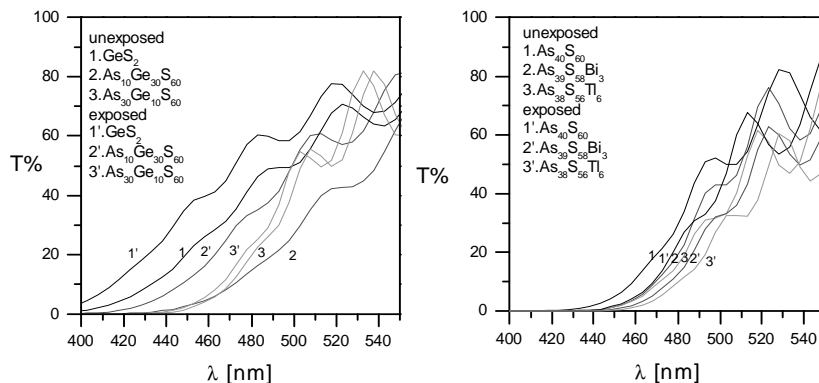 100
80
60
40
20
0
T%
unexposed
1.GeS2
2.As10Ge30S60
3.As30Ge10S60
exposed
1'.GeS2
2'.As10Ge30S60
3'.As30Ge10S60
1' 1 2' 3' 3 2
400 420 440 460 480 500 520 540
λ [nm]
100
80
60
40
20
0
T%
unexposed
1.As40S60
2.As39S58Bi3
3.As38S56Tl6
exposed
1'.As40S60
2'.As39S58Bi3
3'.As38S56Tl6
1 1' 2 3 2' 3'
400 420 440 460 480 500 520 540
λ [nm]